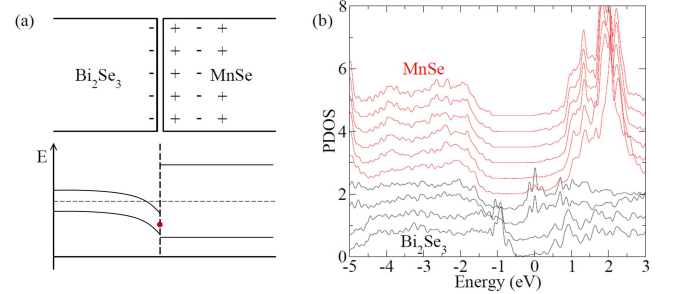 (a)
- + - +
- + - +
Bi2Se3 - + - + MnSe
- + - +
- + - +
E
(b)
8
6
4
2
0
PDOS
MnSe
Bi2Se3
-5 -4 -3 -2 -1 0 1 2 3
Energy (eV)